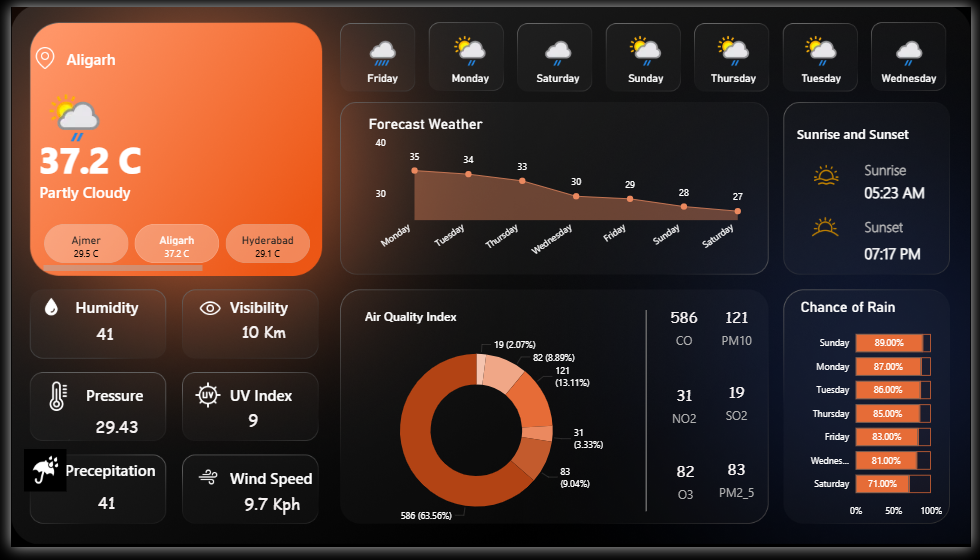 Aligarh
37.2 C
Partly Cloudy
Ajmer
29.5 C
Aligarh
37.2 C
Hyderabad
29.1 C
Friday
Monday
Saturday
Sunday
Thursday
Tuesday
Wednesday
Forecast Weather
40
30
35
34
33
30
29
28
27
Monday
Tuesday
Thursday
Wednesday
Friday
Sunday
Saturday
Sunrise and Sunset
Sunrise
05:23 AM
Sunset
07:17 PM
Humidity
41
Visibility
10 Km
Pressure
29.43
UV
UV Index
9
Precepitation
41
Wind Speed
9.7 Kph
Air Quality Index
19 (2.07%)
82 (8.89%)
121
(13.11%)
31
(3.33%)
83
(9.04%)
586 (63.56%)
586
CO
121
PM10
31
NO2
19
SO2
82
O3
83
PM2_5
Chance of Rain
Sunday
89.00%
Monday
87.00%
Tuesday
86.00%
Thursday
85.00%
Friday
83.00%
Wednes...
81.00%
Saturday
71.00%
0%
50%
100%